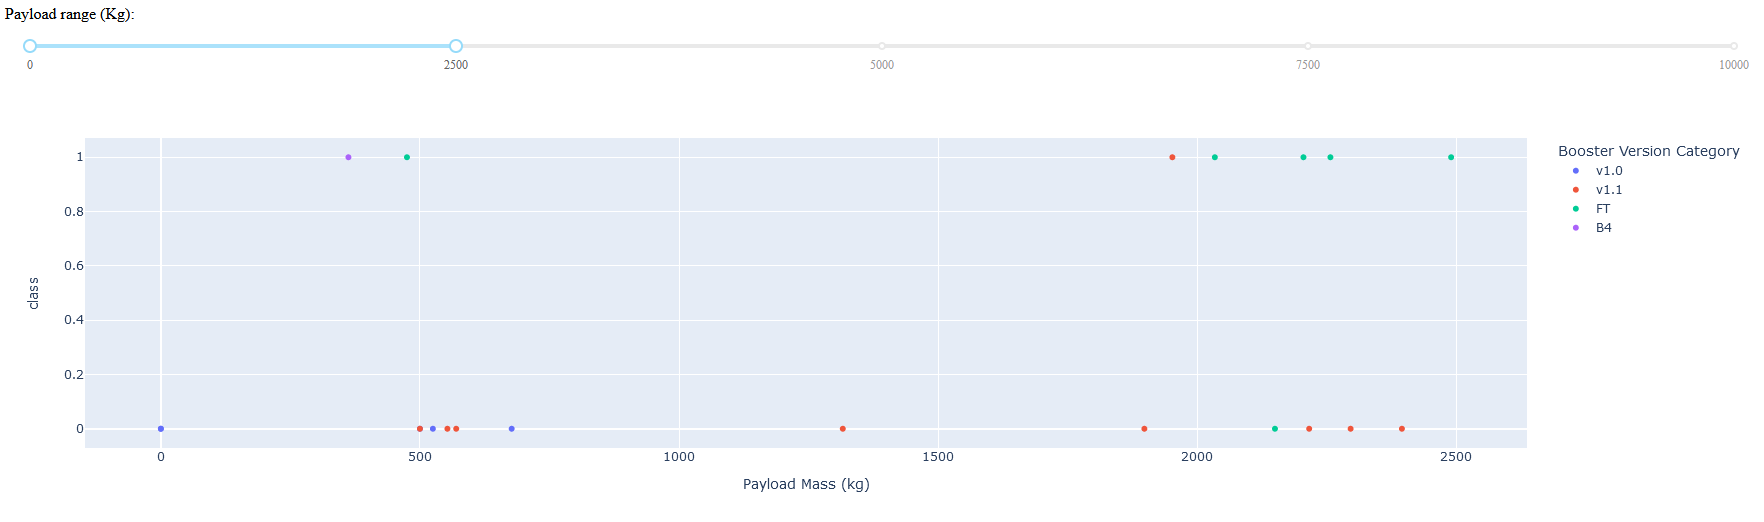 Payload range (Kg):
0 2500 5000 7500 10000
Booster Version Category
v1.0
v1.1
FT
B4
1
0.8
0.6
0.4
0.2
0
class
0 500 1000 1500 2000 2500
Payload Mass (kg)